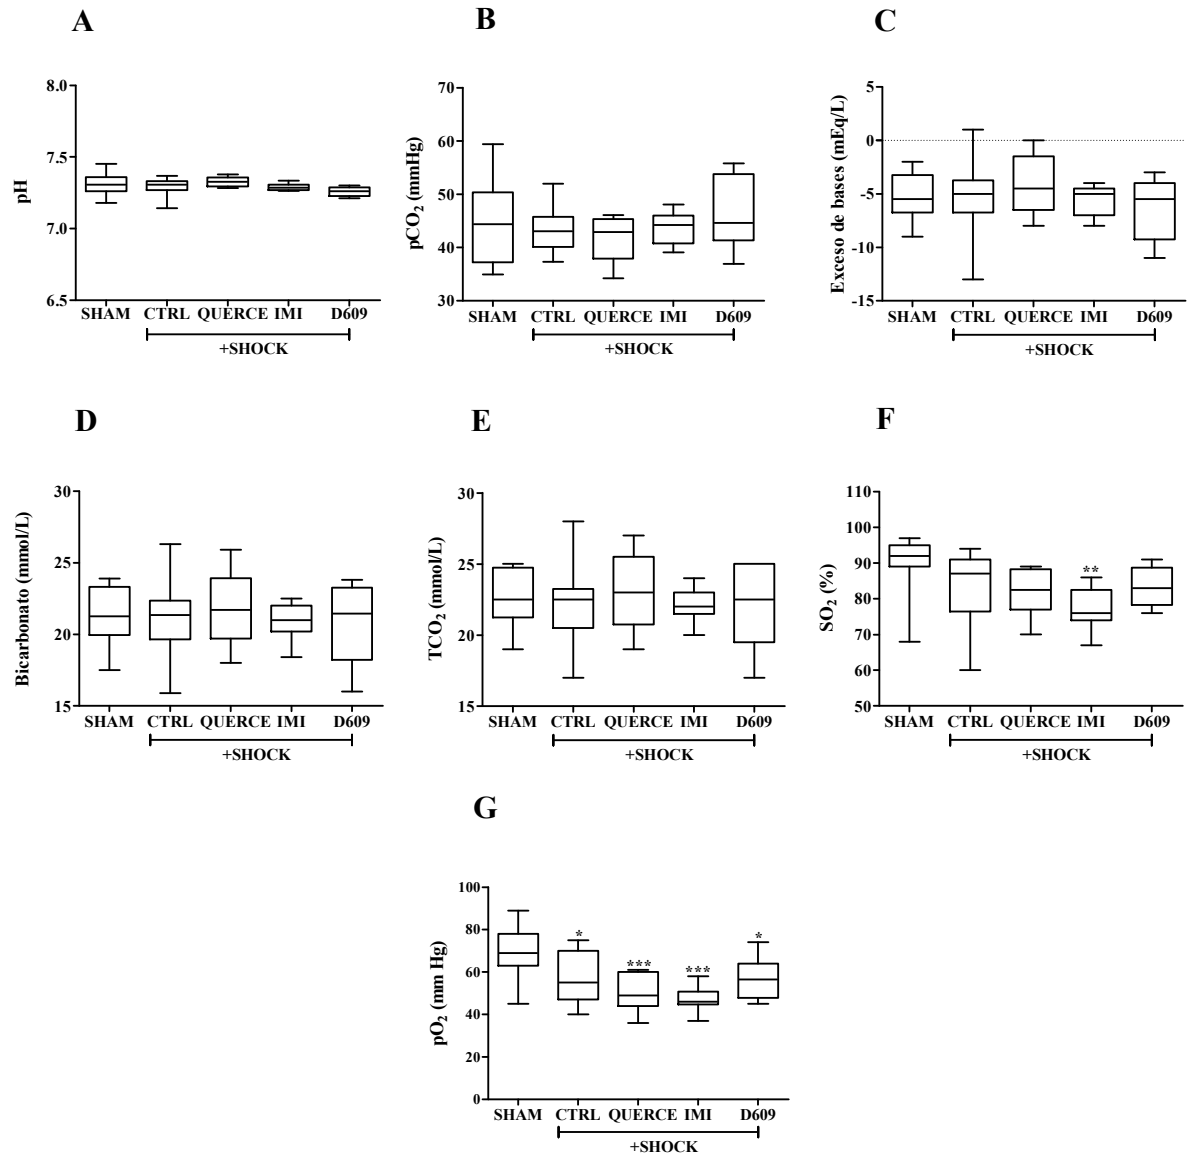 A
B
C
pH
8.0
7.5
7.0
6.5
SHAM CTRL QUERCE IMI D609
+SHOCK
pCO2 (mmHg)
70
60
50
40
30
SHAM CTRL QUERCE IMI D609
+SHOCK
Exceso de bases (mEq/L)
5
0
-5
-10
-15
SHAM CTRL QUERCE IMI D609
+SHOCK
D
E
F
Bicarbonato (mmol/L)
30
25
20
15
SHAM CTRL QUERCE IMI D609
+SHOCK
TCO2 (mmol/L)
30
25
20
15
SHAM CTRL QUERCE IMI D609
+SHOCK
SO2 (%)
110
100
90
80
70
60
50
**
SHAM CTRL QUERCE IMI D609
+SHOCK
G
pO2 (mm Hg)
100
80
60
40
20
0
* *** *** *
SHAM CTRL QUERCE IMI D609
+SHOCK